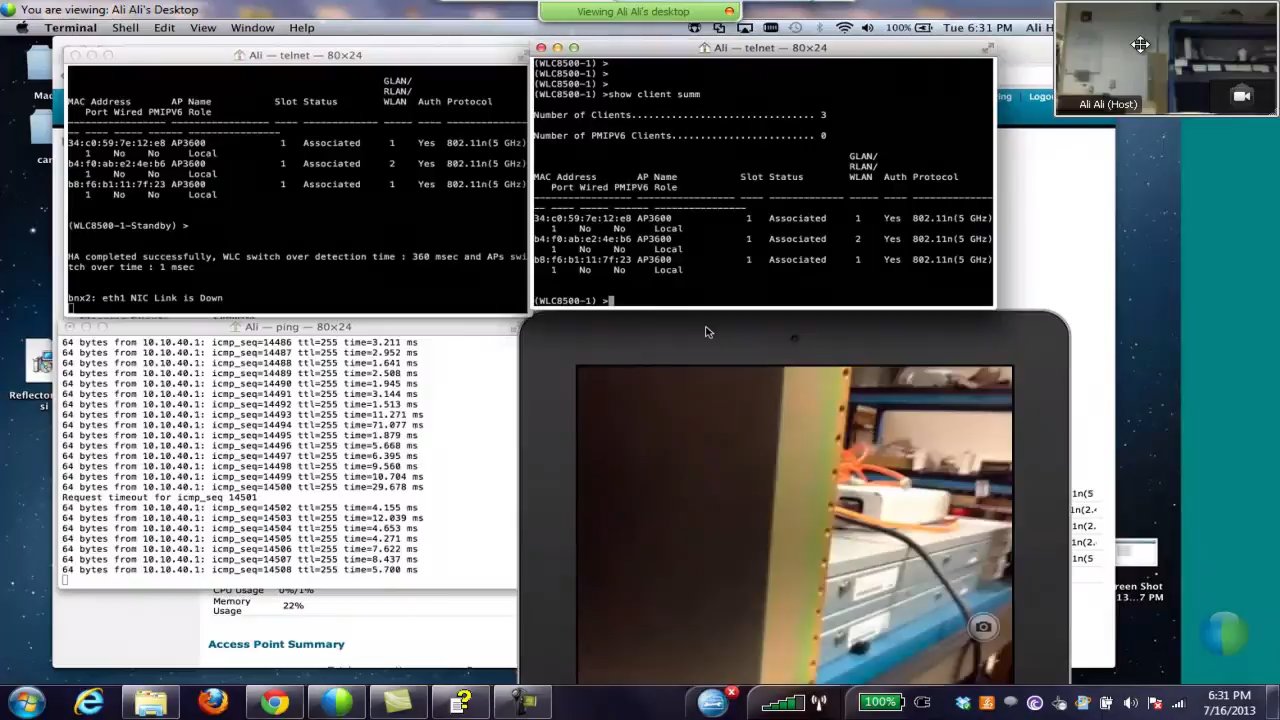 You are viewing: Ali Ali's Desktop
Viewing Ali Ali's desktop
Terminal Shell Edit View Window Help
100% Tue 6:31 PM Ali H
Ali — telnet — 80×24
GLAN/
RLAN/
MAC Address AP Name Slot Status WLAN Auth Protocol
Port Wired PMIPV6 Role
34:c0:59:7e:12:e8 AP3600 1 Associated 1 Yes 802.11n(5 GHz)
1 No No Local
b4:f0:ab:e2:4e:b6 AP3600 1 Associated 2 Yes 802.11n(5 GHz)
1 No No Local
b8:f6:b1:11:7f:23 AP3600 1 Associated 1 Yes 802.11n(5 GHz)
1 No No Local
(WLC8500-1-Standby) >
HA completed successfully, WLC switch over detection time : 360 msec and APs swi
tch over time : 1 msec
bnx2: eth1 NIC Link is Down
Ali — telnet — 80×24
(WLC8500-1) >
(WLC8500-1) >
(WLC8500-1) >
(WLC8500-1) >show client summ
Number of Clients................................ 3
Number of PMIPV6 Clients......................... 0
GLAN/
RLAN/
MAC Address AP Name Slot Status WLAN Auth Protocol
Port Wired PMIPV6 Role
34:c0:59:7e:12:e8 AP3600 1 Associated 1 Yes 802.11n(5 GHz)
1 No No Local
b4:f0:ab:e2:4e:b6 AP3600 1 Associated 2 Yes 802.11n(5 GHz)
1 No No Local
b8:f6:b1:11:7f:23 AP3600 1 Associated 1 Yes 802.11n(5 GHz)
1 No No Local
(WLC8500-1) >
Ali Ali (Host)
Logou
Ali — ping — 80×24
64 bytes from 10.10.40.1: icmp_seq=14486 ttl=255 time=3.211 ms
64 bytes from 10.10.40.1: icmp_seq=14487 ttl=255 time=2.952 ms
64 bytes from 10.10.40.1: icmp_seq=14488 ttl=255 time=1.641 ms
64 bytes from 10.10.40.1: icmp_seq=14489 ttl=255 time=2.508 ms
64 bytes from 10.10.40.1: icmp_seq=14490 ttl=255 time=1.945 ms
64 bytes from 10.10.40.1: icmp_seq=14491 ttl=255 time=3.144 ms
64 bytes from 10.10.40.1: icmp_seq=14492 ttl=255 time=1.513 ms
64 bytes from 10.10.40.1: icmp_seq=14493 ttl=255 time=11.271 ms
64 bytes from 10.10.40.1: icmp_seq=14494 ttl=255 time=71.077 ms
64 bytes from 10.10.40.1: icmp_seq=14495 ttl=255 time=1.879 ms
64 bytes from 10.10.40.1: icmp_seq=14496 ttl=255 time=5.668 ms
64 bytes from 10.10.40.1: icmp_seq=14497 ttl=255 time=6.395 ms
64 bytes from 10.10.40.1: icmp_seq=14498 ttl=255 time=9.560 ms
64 bytes from 10.10.40.1: icmp_seq=14499 ttl=255 time=10.704 ms
64 bytes from 10.10.40.1: icmp_seq=14500 ttl=255 time=29.678 ms
Request timeout for icmp_seq 14501
64 bytes from 10.10.40.1: icmp_seq=14502 ttl=255 time=4.155 ms
64 bytes from 10.10.40.1: icmp_seq=14503 ttl=255 time=12.039 ms
64 bytes from 10.10.40.1: icmp_seq=14504 ttl=255 time=4.653 ms
64 bytes from 10.10.40.1: icmp_seq=14505 ttl=255 time=4.271 ms
64 bytes from 10.10.40.1: icmp_seq=14506 ttl=255 time=7.622 ms
64 bytes from 10.10.40.1: icmp_seq=14507 ttl=255 time=8.437 ms
64 bytes from 10.10.40.1: icmp_seq=14508 ttl=255 time=5.700 ms
CPU Usage 0%/1%
Memory
Usage 22%
Access Point Summary
Mac
car
Reflector
si
1n(5
1n(2.
1n(2.
1n(2.
1n(5
reen Shot
13...7 PM
100%
6:31 PM
7/16/2013